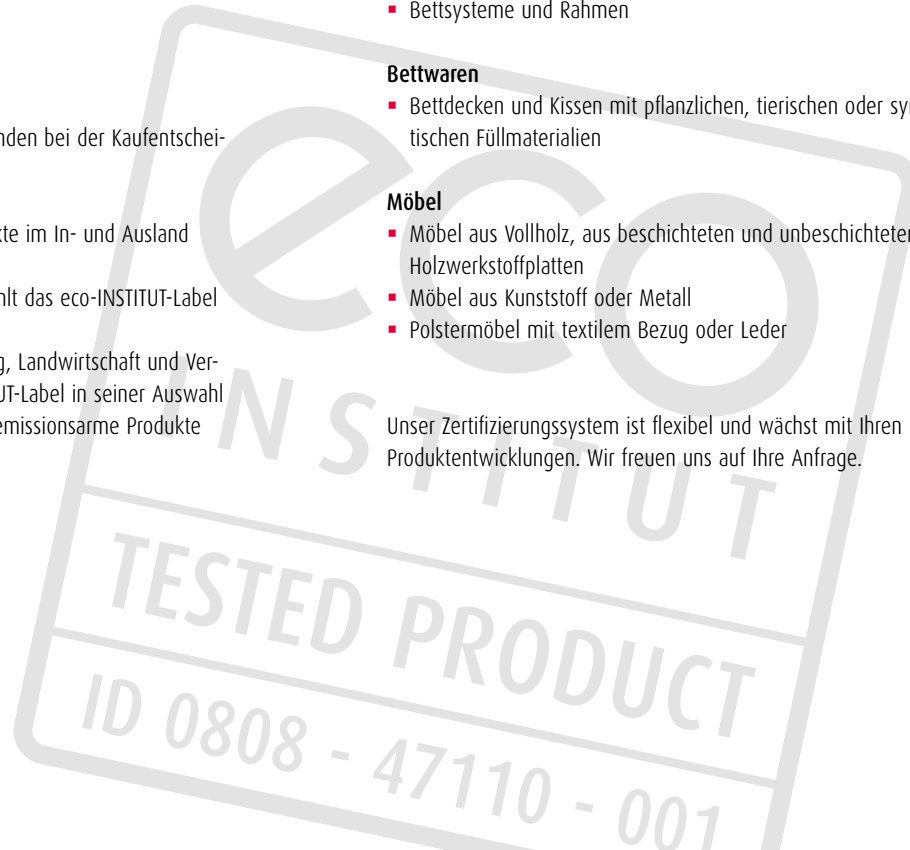 nden bei der Kaufentschei-
kte im In- und Ausland
hlt das eco-INSTITUT-Label
g, Landwirtschaft und Ver-
UT-Label in seiner Auswahl
emissionsarme Produkte
▪ Bettsysteme und Rahmen
Bettwaren
▪ Bettdecken und Kissen mit pflanzlichen, tierischen oder syn
tischen Füllmaterialien
Möbel
▪ Möbel aus Vollholz, aus beschichteten und unbeschichteten
Holzwerkstoffplatten
▪ Möbel aus Kunststoff oder Metall
▪ Polstermöbel mit textilem Bezug oder Leder
Unser Zertifizierungssystem ist flexibel und wächst mit Ihren
Produktentwicklungen. Wir freuen uns auf Ihre Anfrage.
eco
INSTITUT
TESTED PRODUCT
ID 0808 - 47110 - 001